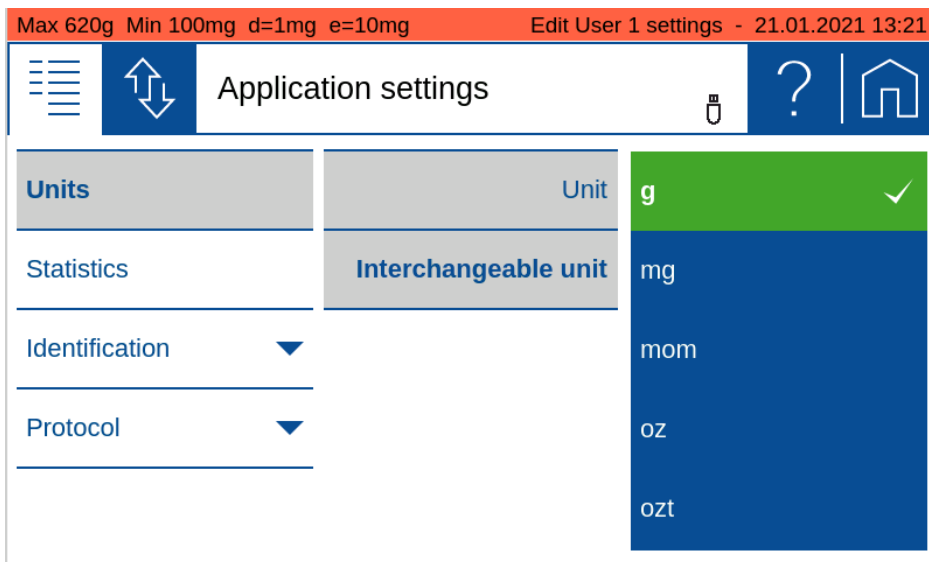 Max 620g Min 100mg d=1mg e=10mg Edit User 1 settings - 21.01.2021 13:21
Application settings ?
Units Unit g
Statistics Interchangeable unit mg
Identification mom
Protocol oz
ozt